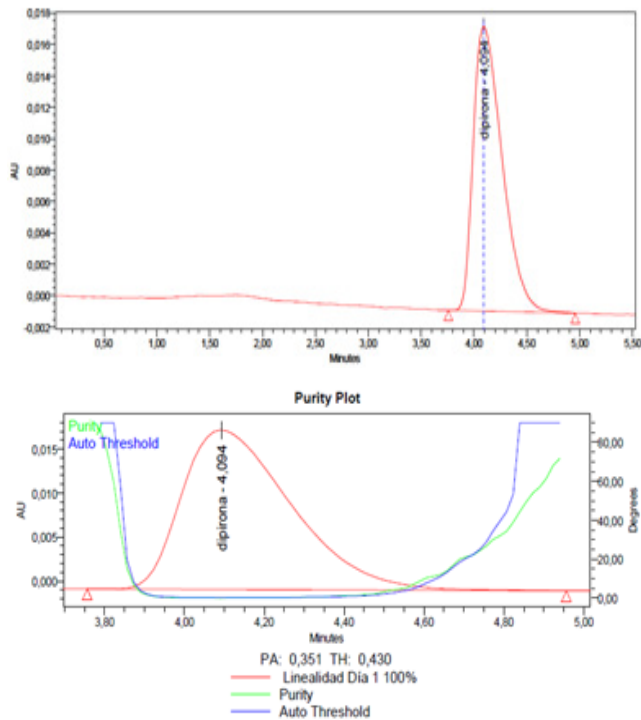 0,018
0,016
0,014
0,012
0,010
0,008
0,006
0,004
0,002
0,000
-0,002
AU
dipirona - 4,094
0,50 1,00 1,50 2,00 2,50 3,00 3,50 4,00 4,50 5,00 5,50
Minutes
Purity Plot
Purity
Auto Threshold
0,015
0,010
0,005
0,000
AU
dipirona - 4,094
60,00
40,00
20,00
0,00
Degrees
3,80 4,00 4,20 4,40 4,60 4,80 5,00
Minutes
PA: 0,351 TH: 0,430
Linealidad Día 1 100%
Purity
Auto Threshold